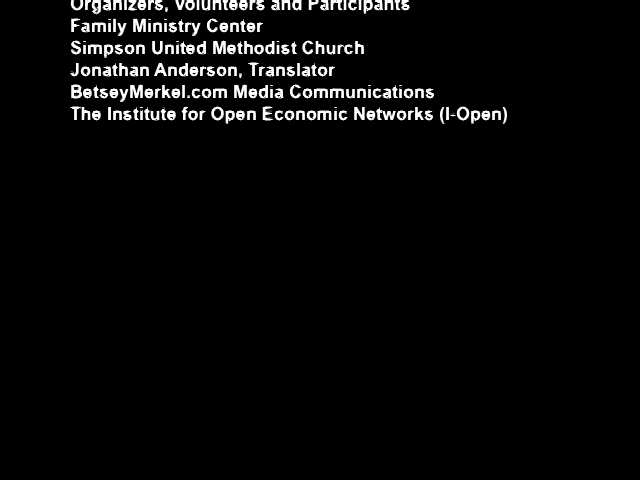 Organizers, Volunteers and Participants
Family Ministry Center
Simpson United Methodist Church
Jonathan Anderson, Translator
BetseyMerkel.com Media Communications
The Institute for Open Economic Networks (I-Open)